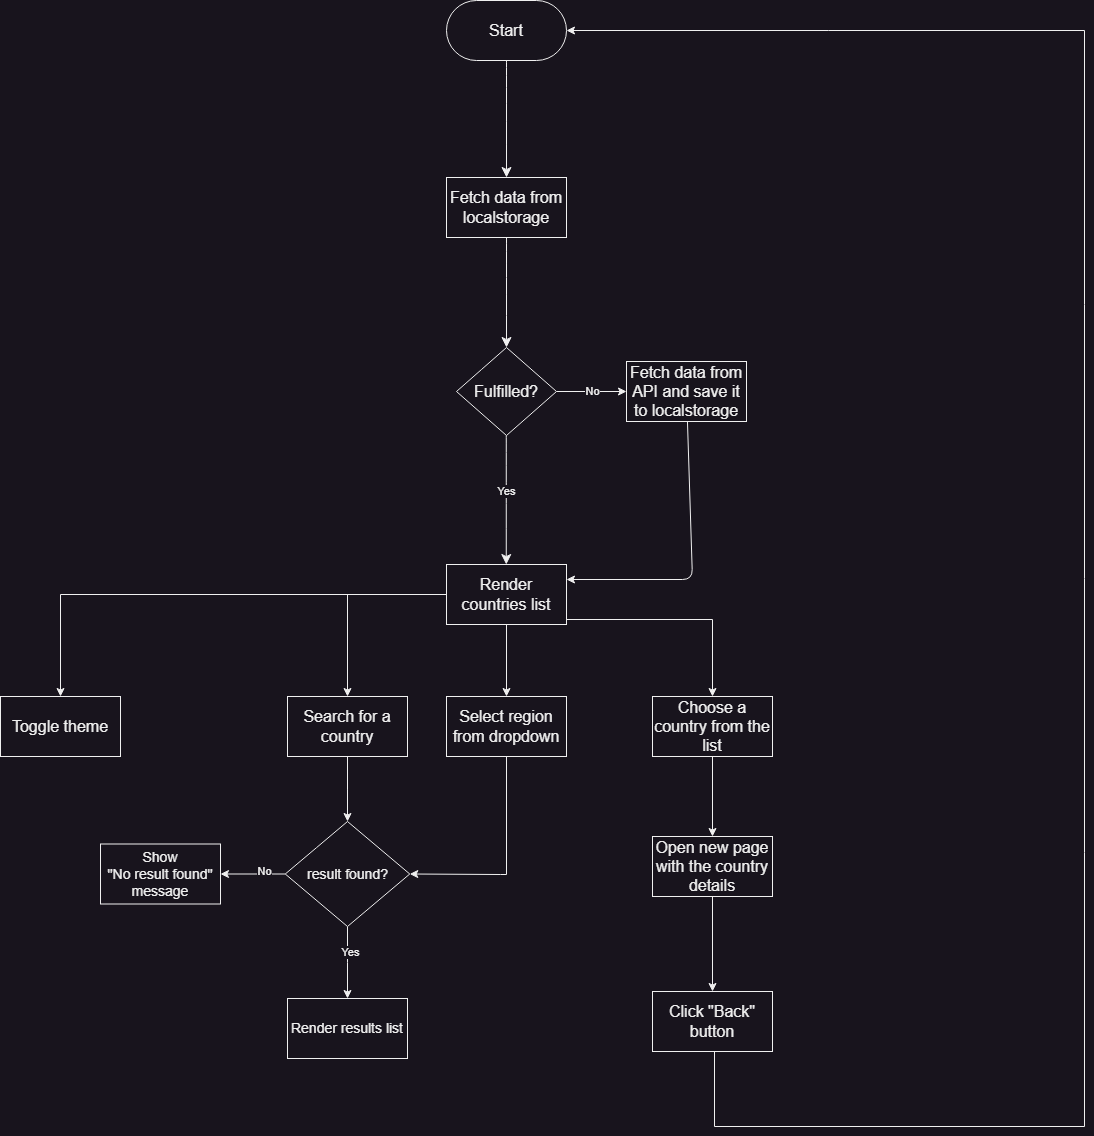 Start
Fetch data from
localstorage
Fulfilled?
No
Fetch data from
API and save it
to localstorage
Yes
Render
countries list
Toggle theme
Search for a
country
Select region
from dropdown
Choose a
country from the
list
Show
"No result found"
message
No
result found?
Open new page
with the country
details
Yes
Render results list
Click "Back"
button